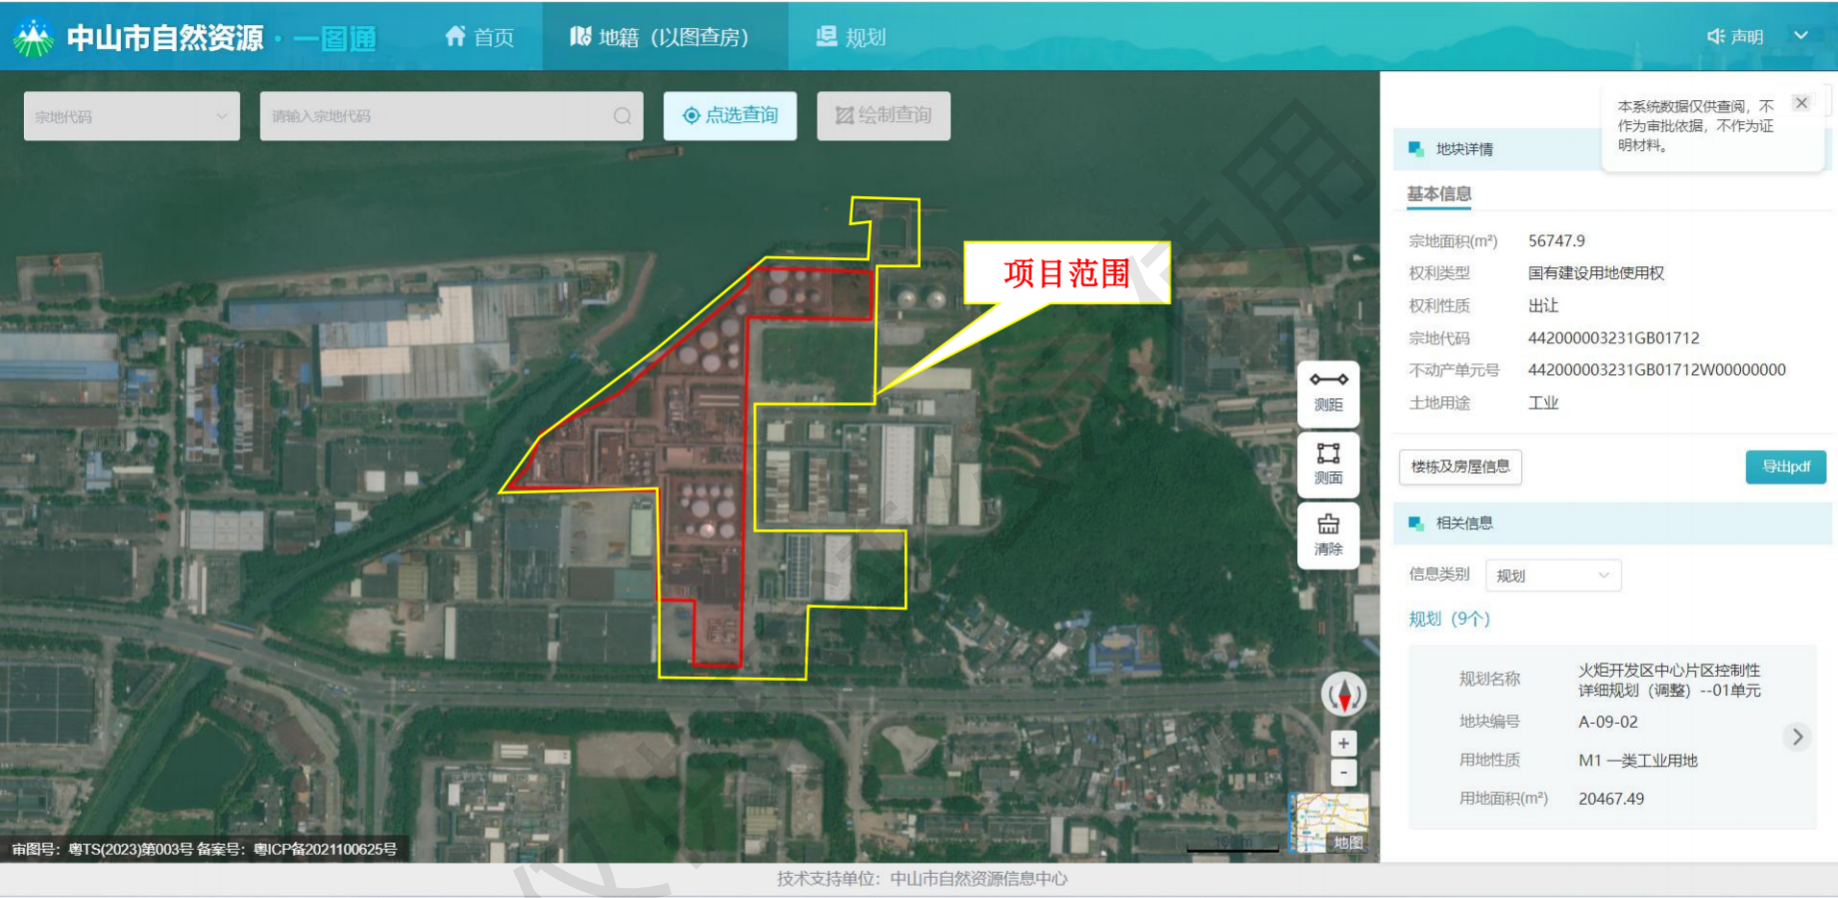 中山市自然资源·一图通
首页
地籍（以图查房）
规划
声明
宗地代码
请输入宗地代码
点选查询
绘制查询
本系统数据仅供查阅，不
作为审批依据，不作为证
明材料。
地块详情
基本信息
宗地面积(m²) 56747.9
权利类型 国有建设用地使用权
权利性质 出让
宗地代码 442000003231GB01712
不动产单元号 442000003231GB01712W00000000
土地用途 工业
楼栋及房屋信息
导出pdf
相关信息
信息类别 规划
规划（9个）
规划名称 火炬开发区中心片区控制性
详细规划（调整）--01单元
地块编号 A-09-02
用地性质 M1 一类工业用地
用地面积(m²) 20467.49
项目范围
测距
测面
清除
+
-
地图
审图号：粤TS(2023)第003号 备案号：粤ICP备2021100625号
技术支持单位：中山市自然资源信息中心